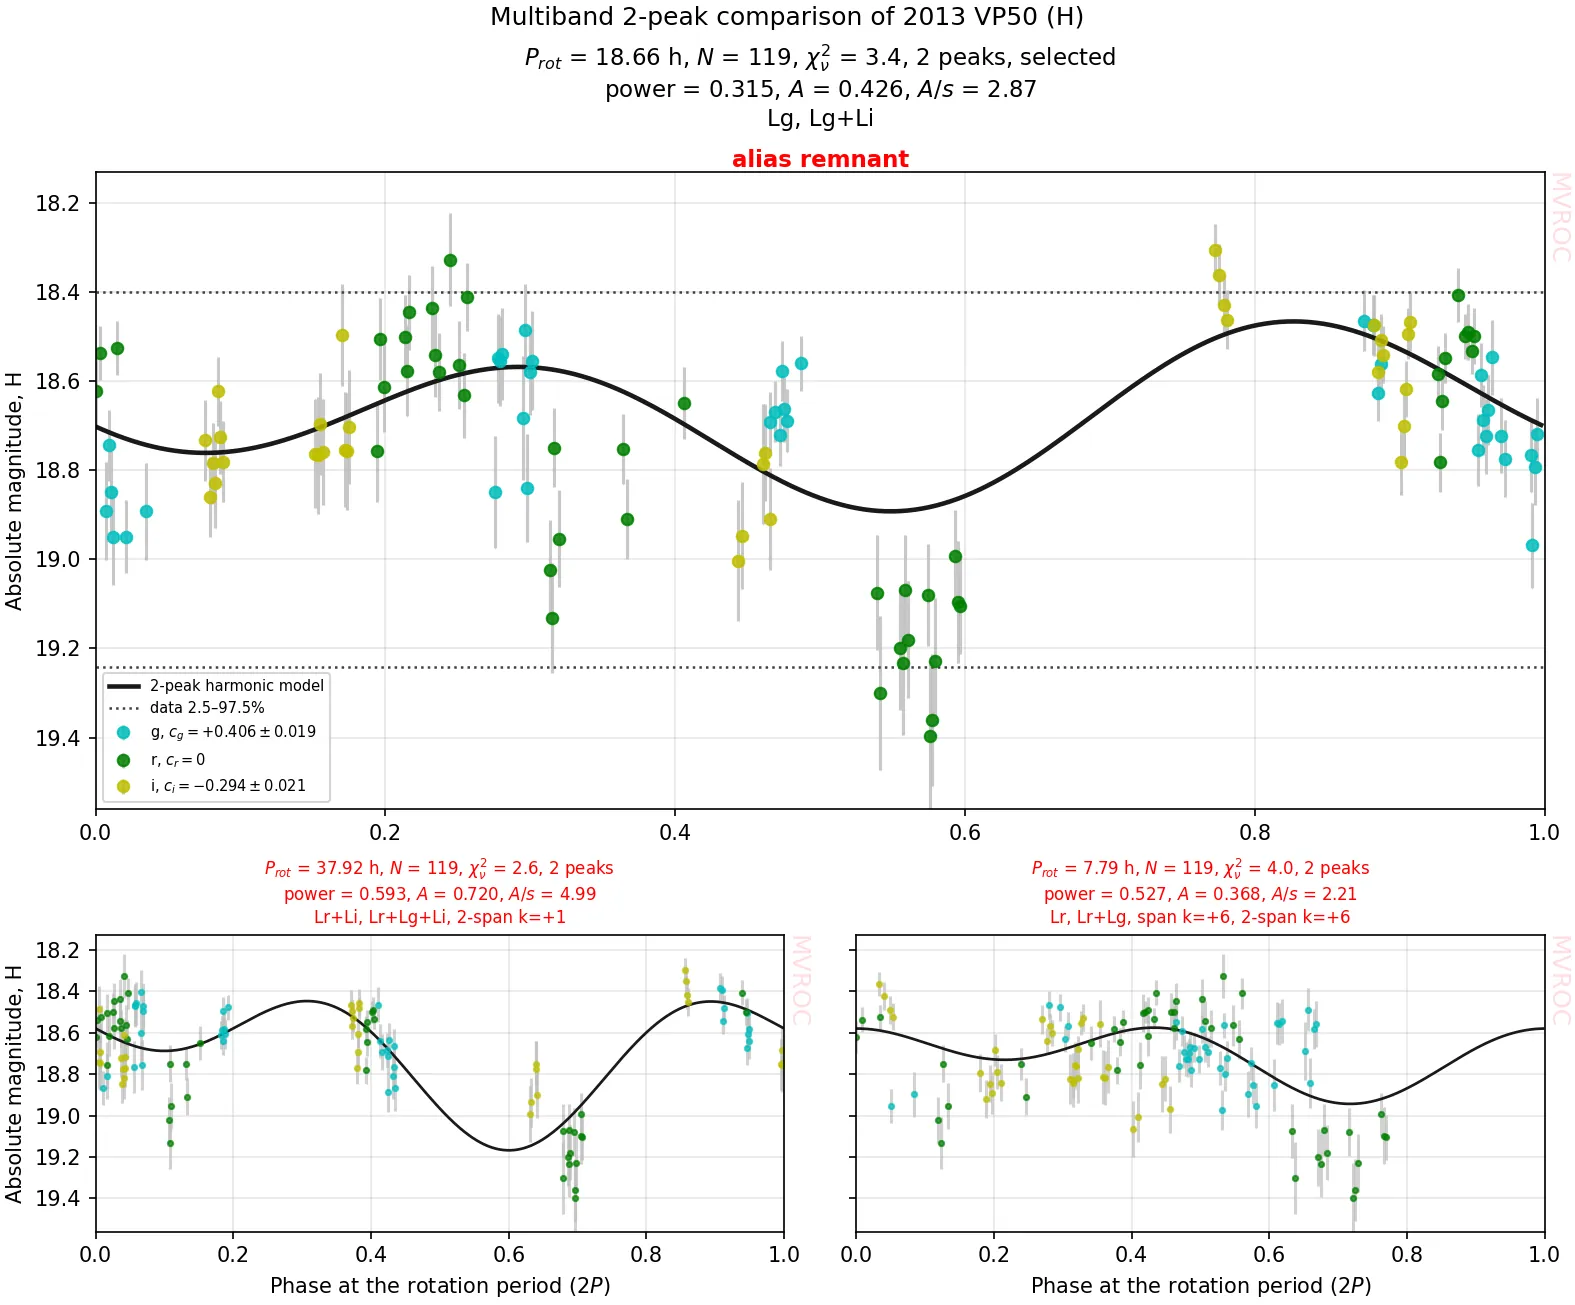 Multiband 2-peak comparison of 2013 VP50 (H)
P_rot = 18.66 h, N = 119, χ²_ν = 3.4, 2 peaks, selected
power = 0.315, A = 0.426, A/s = 2.87
Lg, Lg+Li
alias remnant
MVROC
Absolute magnitude, H
18.2
18.4
18.6
18.8
19.0
19.2
19.4
2-peak harmonic model
data 2.5–97.5%
g, c_g = +0.406 ± 0.019
r, c_r = 0
i, c_i = −0.294 ± 0.021
0.0 0.2 0.4 0.6 0.8 1.0
P_rot = 37.92 h, N = 119, χ²_ν = 2.6, 2 peaks
power = 0.593, A = 0.720, A/s = 4.99
Lr+Li, Lr+Lg+Li, 2-span k=+1
MVROC
Absolute magnitude, H
18.2
18.4
18.6
18.8
19.0
19.2
19.4
0.0 0.2 0.4 0.6 0.8 1.0
Phase at the rotation period (2P)
P_rot = 7.79 h, N = 119, χ²_ν = 4.0, 2 peaks
power = 0.527, A = 0.368, A/s = 2.21
Lr, Lr+Lg, span k=+6, 2-span k=+6
MVROC
0.0 0.2 0.4 0.6 0.8 1.0
Phase at the rotation period (2P)